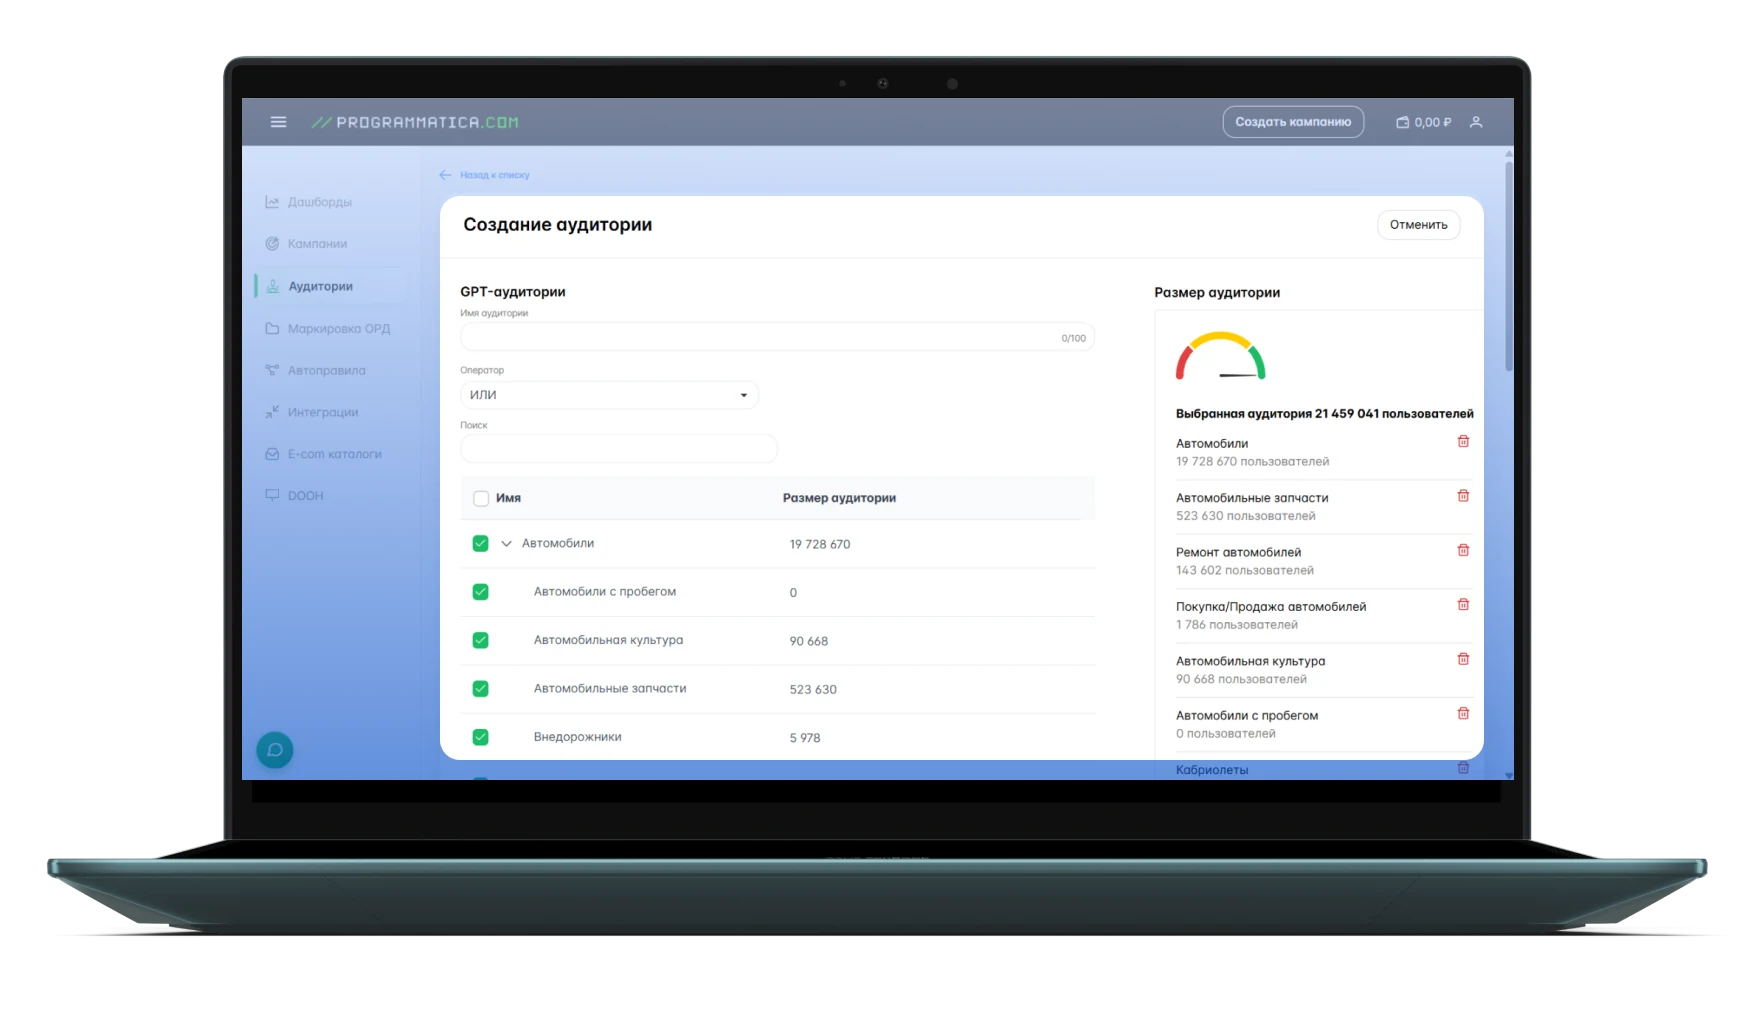 // PROGRAMMATICA.COM
Создать кампанию
0,00 ₽
Дашборды
Кампании
Аудитории
Маркировка ОРД
Автоправила
Интеграции
E-com каталоги
DOOH
Назад к списку
Создание аудитории
Отменить
GPT-аудитории
Имя аудитории
0/100
Оператор
ИЛИ
Поиск
Имя Размер аудитории
Автомобили 19 728 670
Автомобили с пробегом 0
Автомобильная культура 90 668
Автомобильные запчасти 523 630
Внедорожники 5 978
Размер аудитории
Выбранная аудитория 21 459 041 пользователей
Автомобили
19 728 670 пользователей
Автомобильные запчасти
523 630 пользователей
Ремонт автомобилей
143 602 пользователей
Покупка/Продажа автомобилей
1 786 пользователей
Автомобильная культура
90 668 пользователей
Автомобили с пробегом
0 пользователей
Кабриолеты